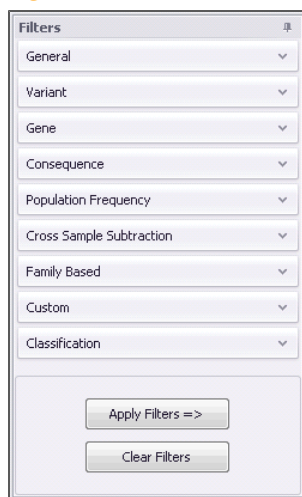 Filters
General
Variant
Gene
Consequence
Population Frequency
Cross Sample Subtraction
Family Based
Custom
Classification
Apply Filters =>
Clear Filters